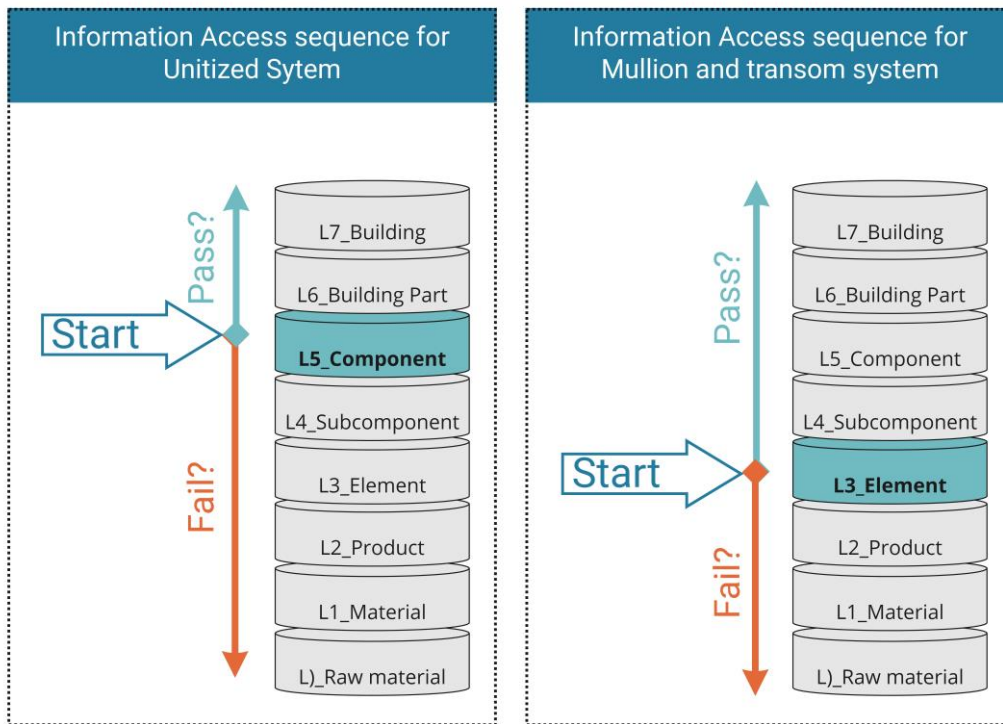 Information Access sequence for
Unitized Sytem
Pass?
Start
Fail?
L7_Building
L6_Building Part
L5_Component
L4_Subcomponent
L3_Element
L2_Product
L1_Material
L)_Raw material
Information Access sequence for
Mullion and transom system
Pass?
Start
Fail?
L7_Building
L6_Building Part
L5_Component
L4_Subcomponent
L3_Element
L2_Product
L1_Material
L)_Raw material